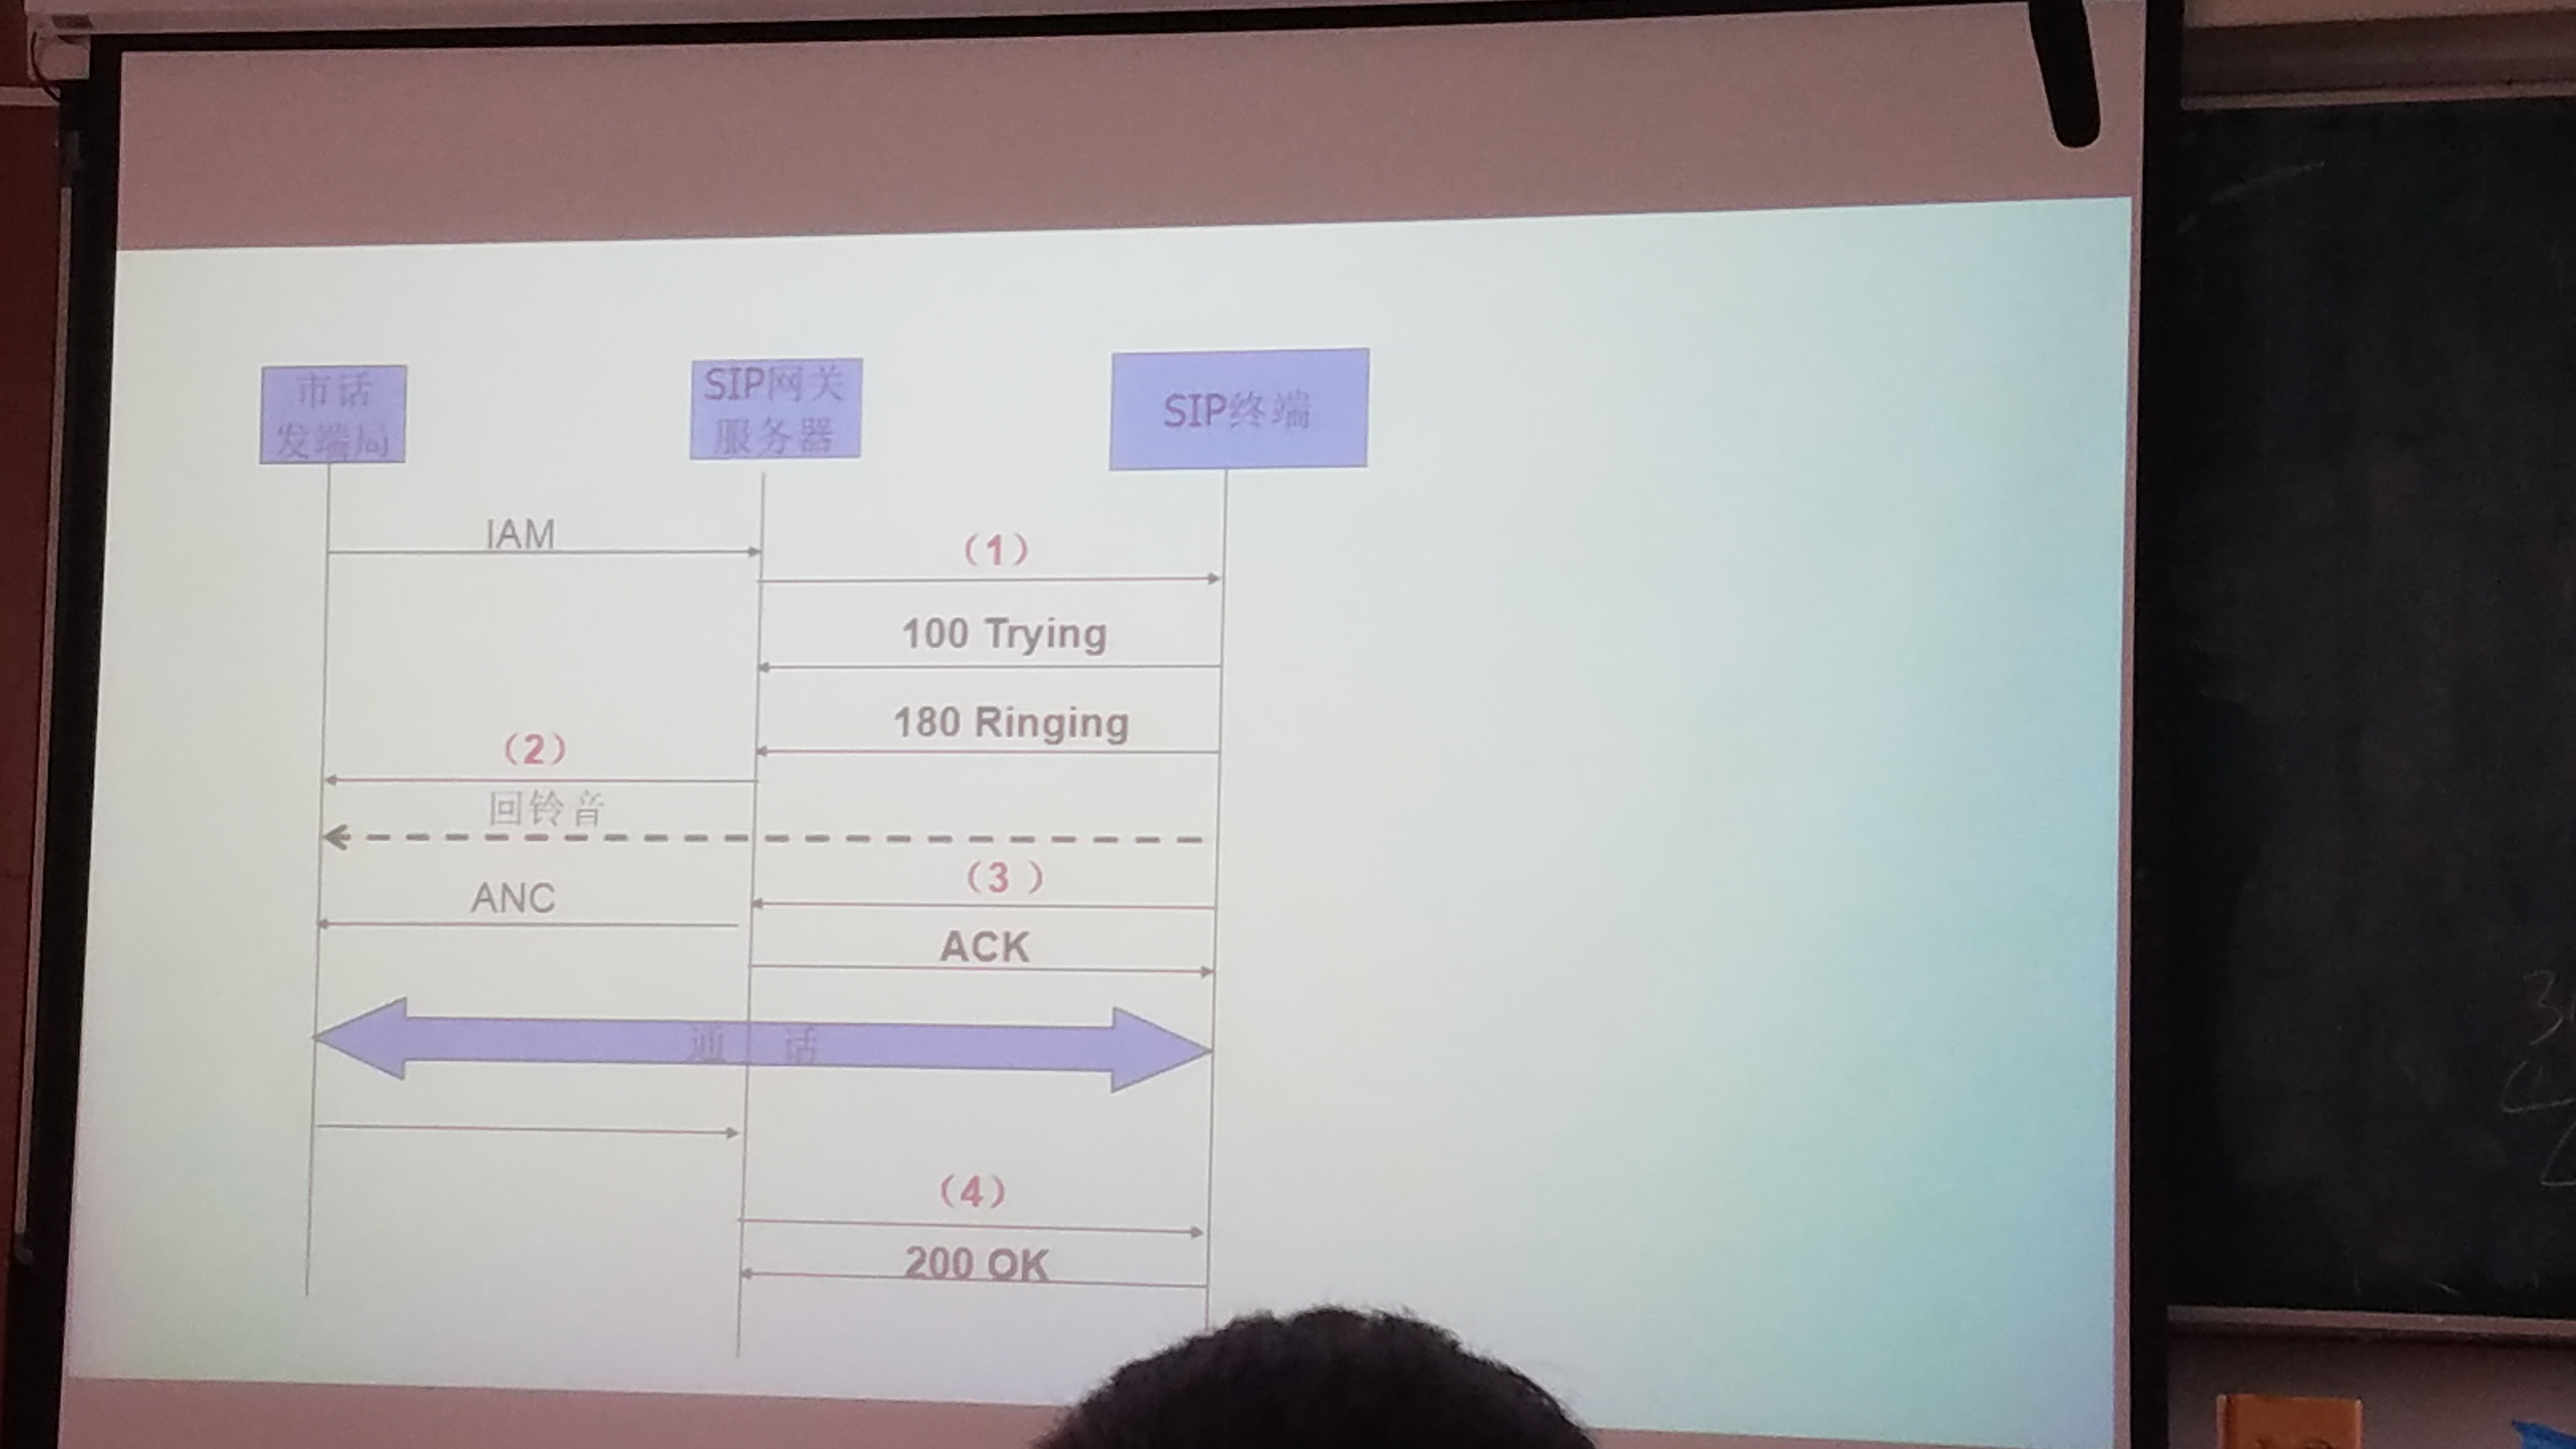 市话
发端局
SIP网关
服务器
SIP终端
IAM
（1）
100 Trying
180 Ringing
（2）
回铃音
（3 ）
ANC
ACK
通 话
（4）
200 OK